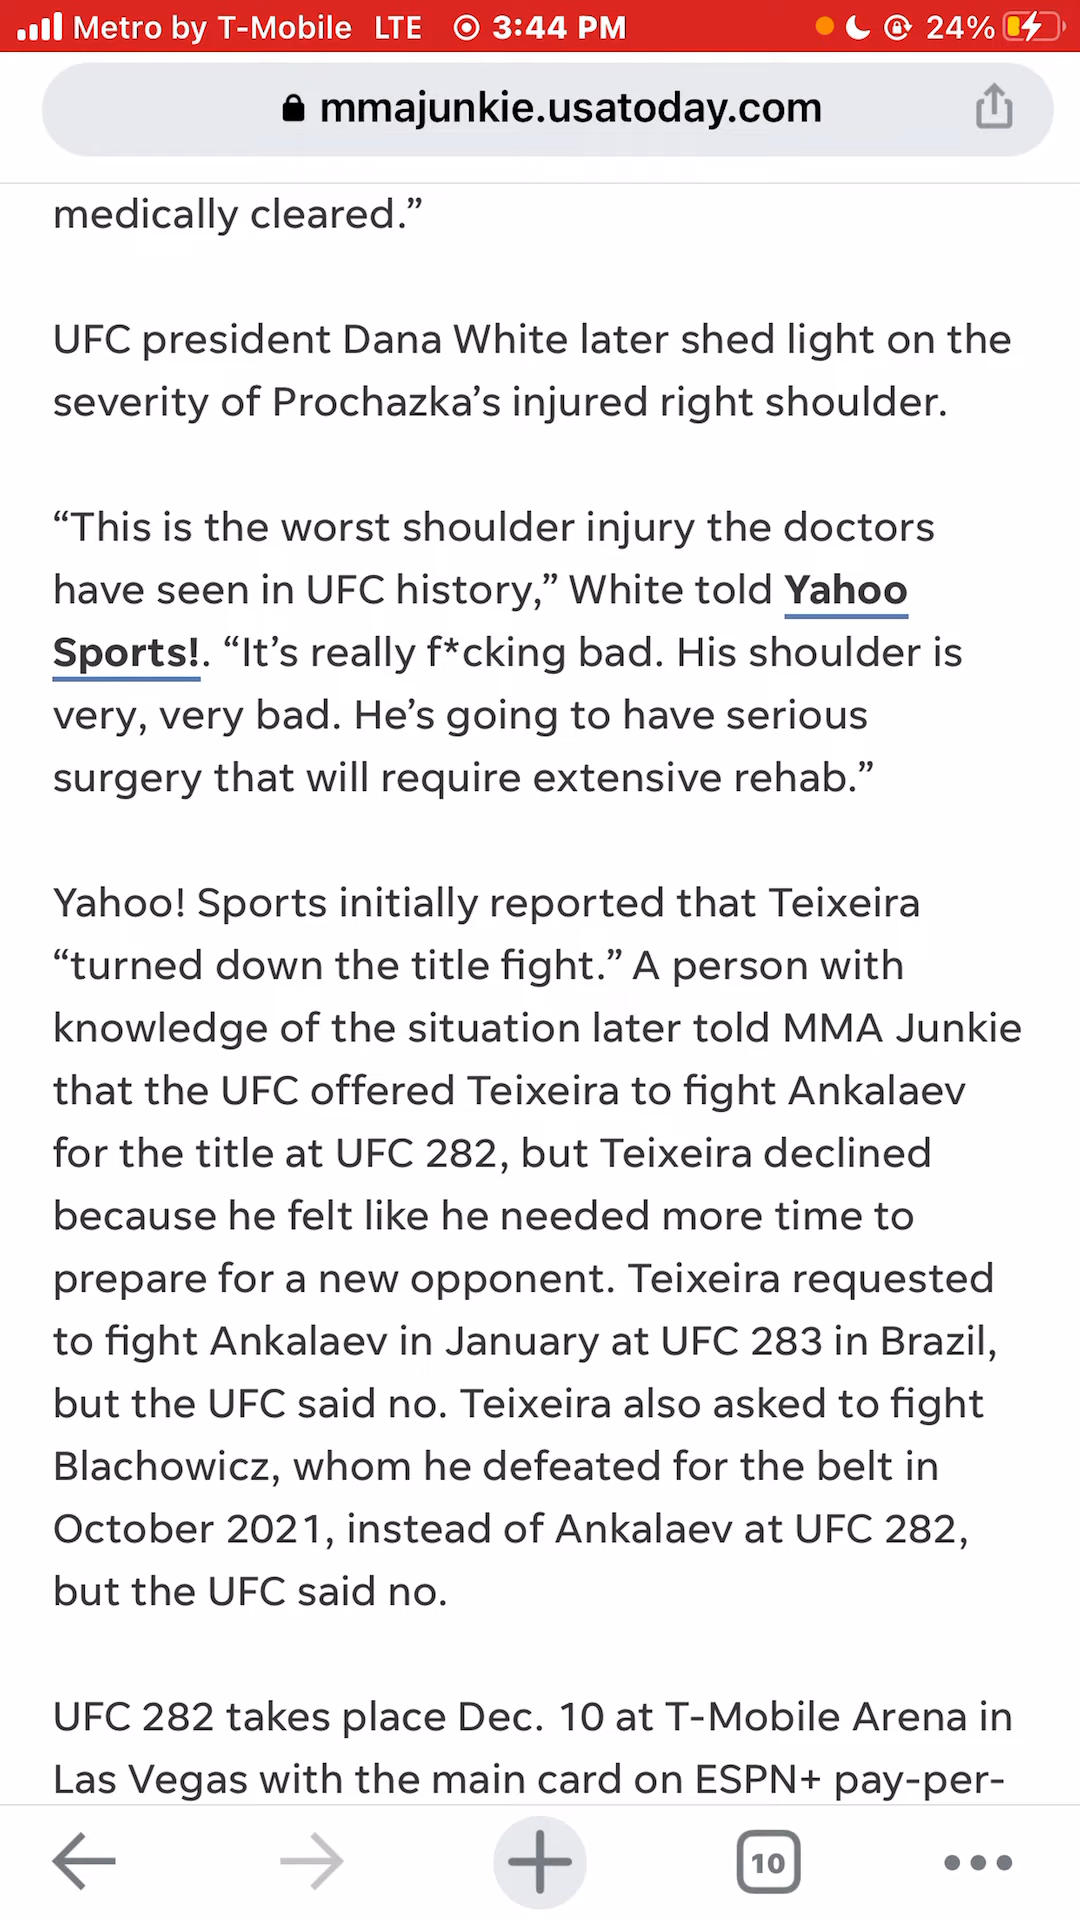 Metro by T-Mobile LTE 3:44 PM 24%
mmajunkie.usatoday.com
medically cleared.”
UFC president Dana White later shed light on the
severity of Prochazka’s injured right shoulder.
“This is the worst shoulder injury the doctors
have seen in UFC history,” White told Yahoo
Sports!. “It’s really f*cking bad. His shoulder is
very, very bad. He’s going to have serious
surgery that will require extensive rehab.”
Yahoo! Sports initially reported that Teixeira
“turned down the title fight.” A person with
knowledge of the situation later told MMA Junkie
that the UFC offered Teixeira to fight Ankalaev
for the title at UFC 282, but Teixeira declined
because he felt like he needed more time to
prepare for a new opponent. Teixeira requested
to fight Ankalaev in January at UFC 283 in Brazil,
but the UFC said no. Teixeira also asked to fight
Blachowicz, whom he defeated for the belt in
October 2021, instead of Ankalaev at UFC 282,
but the UFC said no.
UFC 282 takes place Dec. 10 at T-Mobile Arena in
Las Vegas with the main card on ESPN+ pay-per-
10